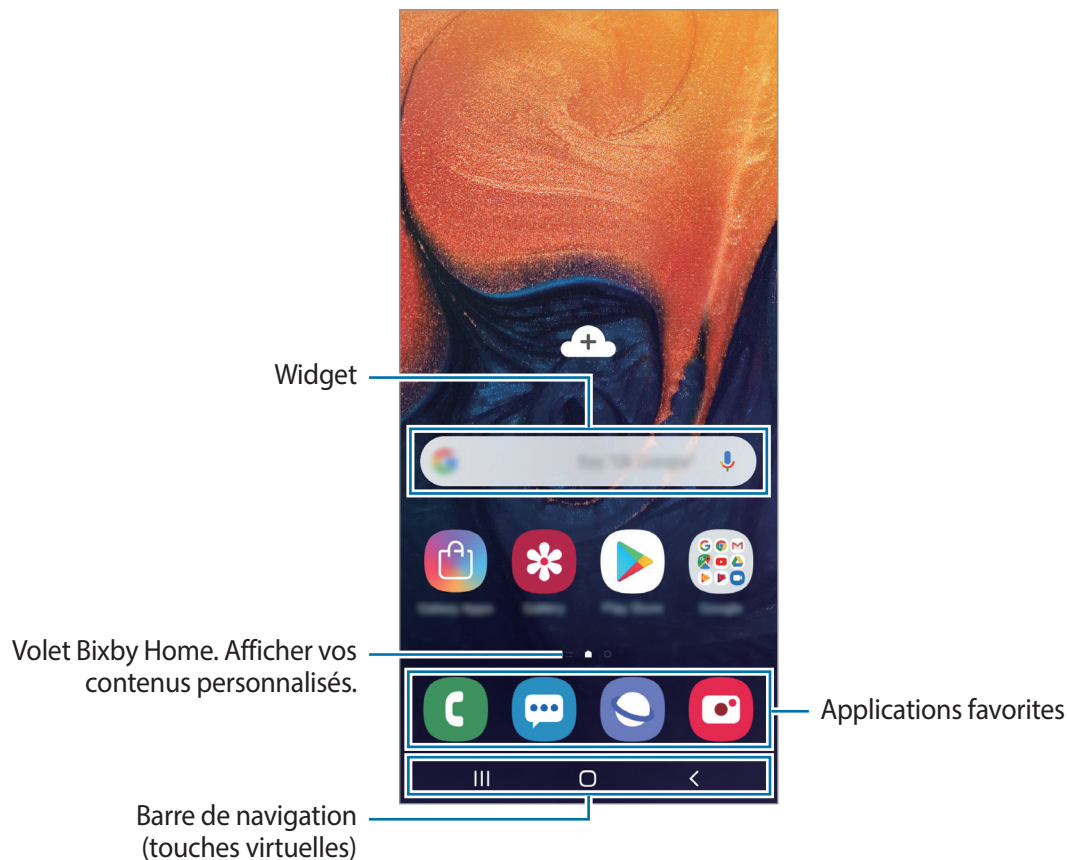 Widget
Volet Bixby Home. Afficher vos
contenus personnalisés.
Applications favorites
Barre de navigation
(touches virtuelles)